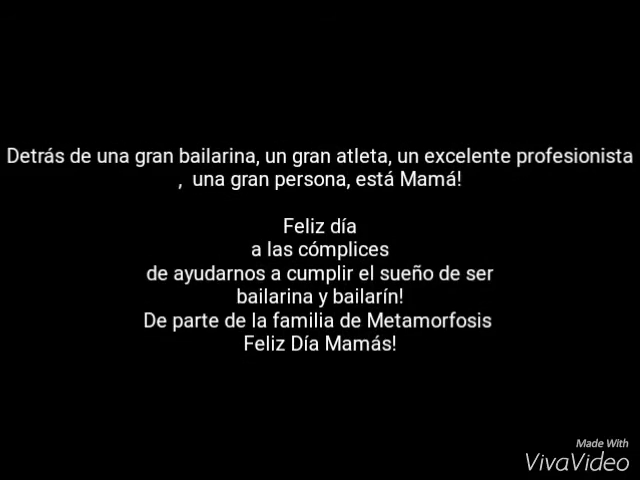 Detrás de una gran bailarina, un gran atleta, un excelente profesionista
, una gran persona, está Mamá!
Feliz día
a las cómplices
de ayudarnos a cumplir el sueño de ser
bailarina y bailarín!
De parte de la familia de Metamorfosis
Feliz Día Mamás!
Made With
VivaVideo